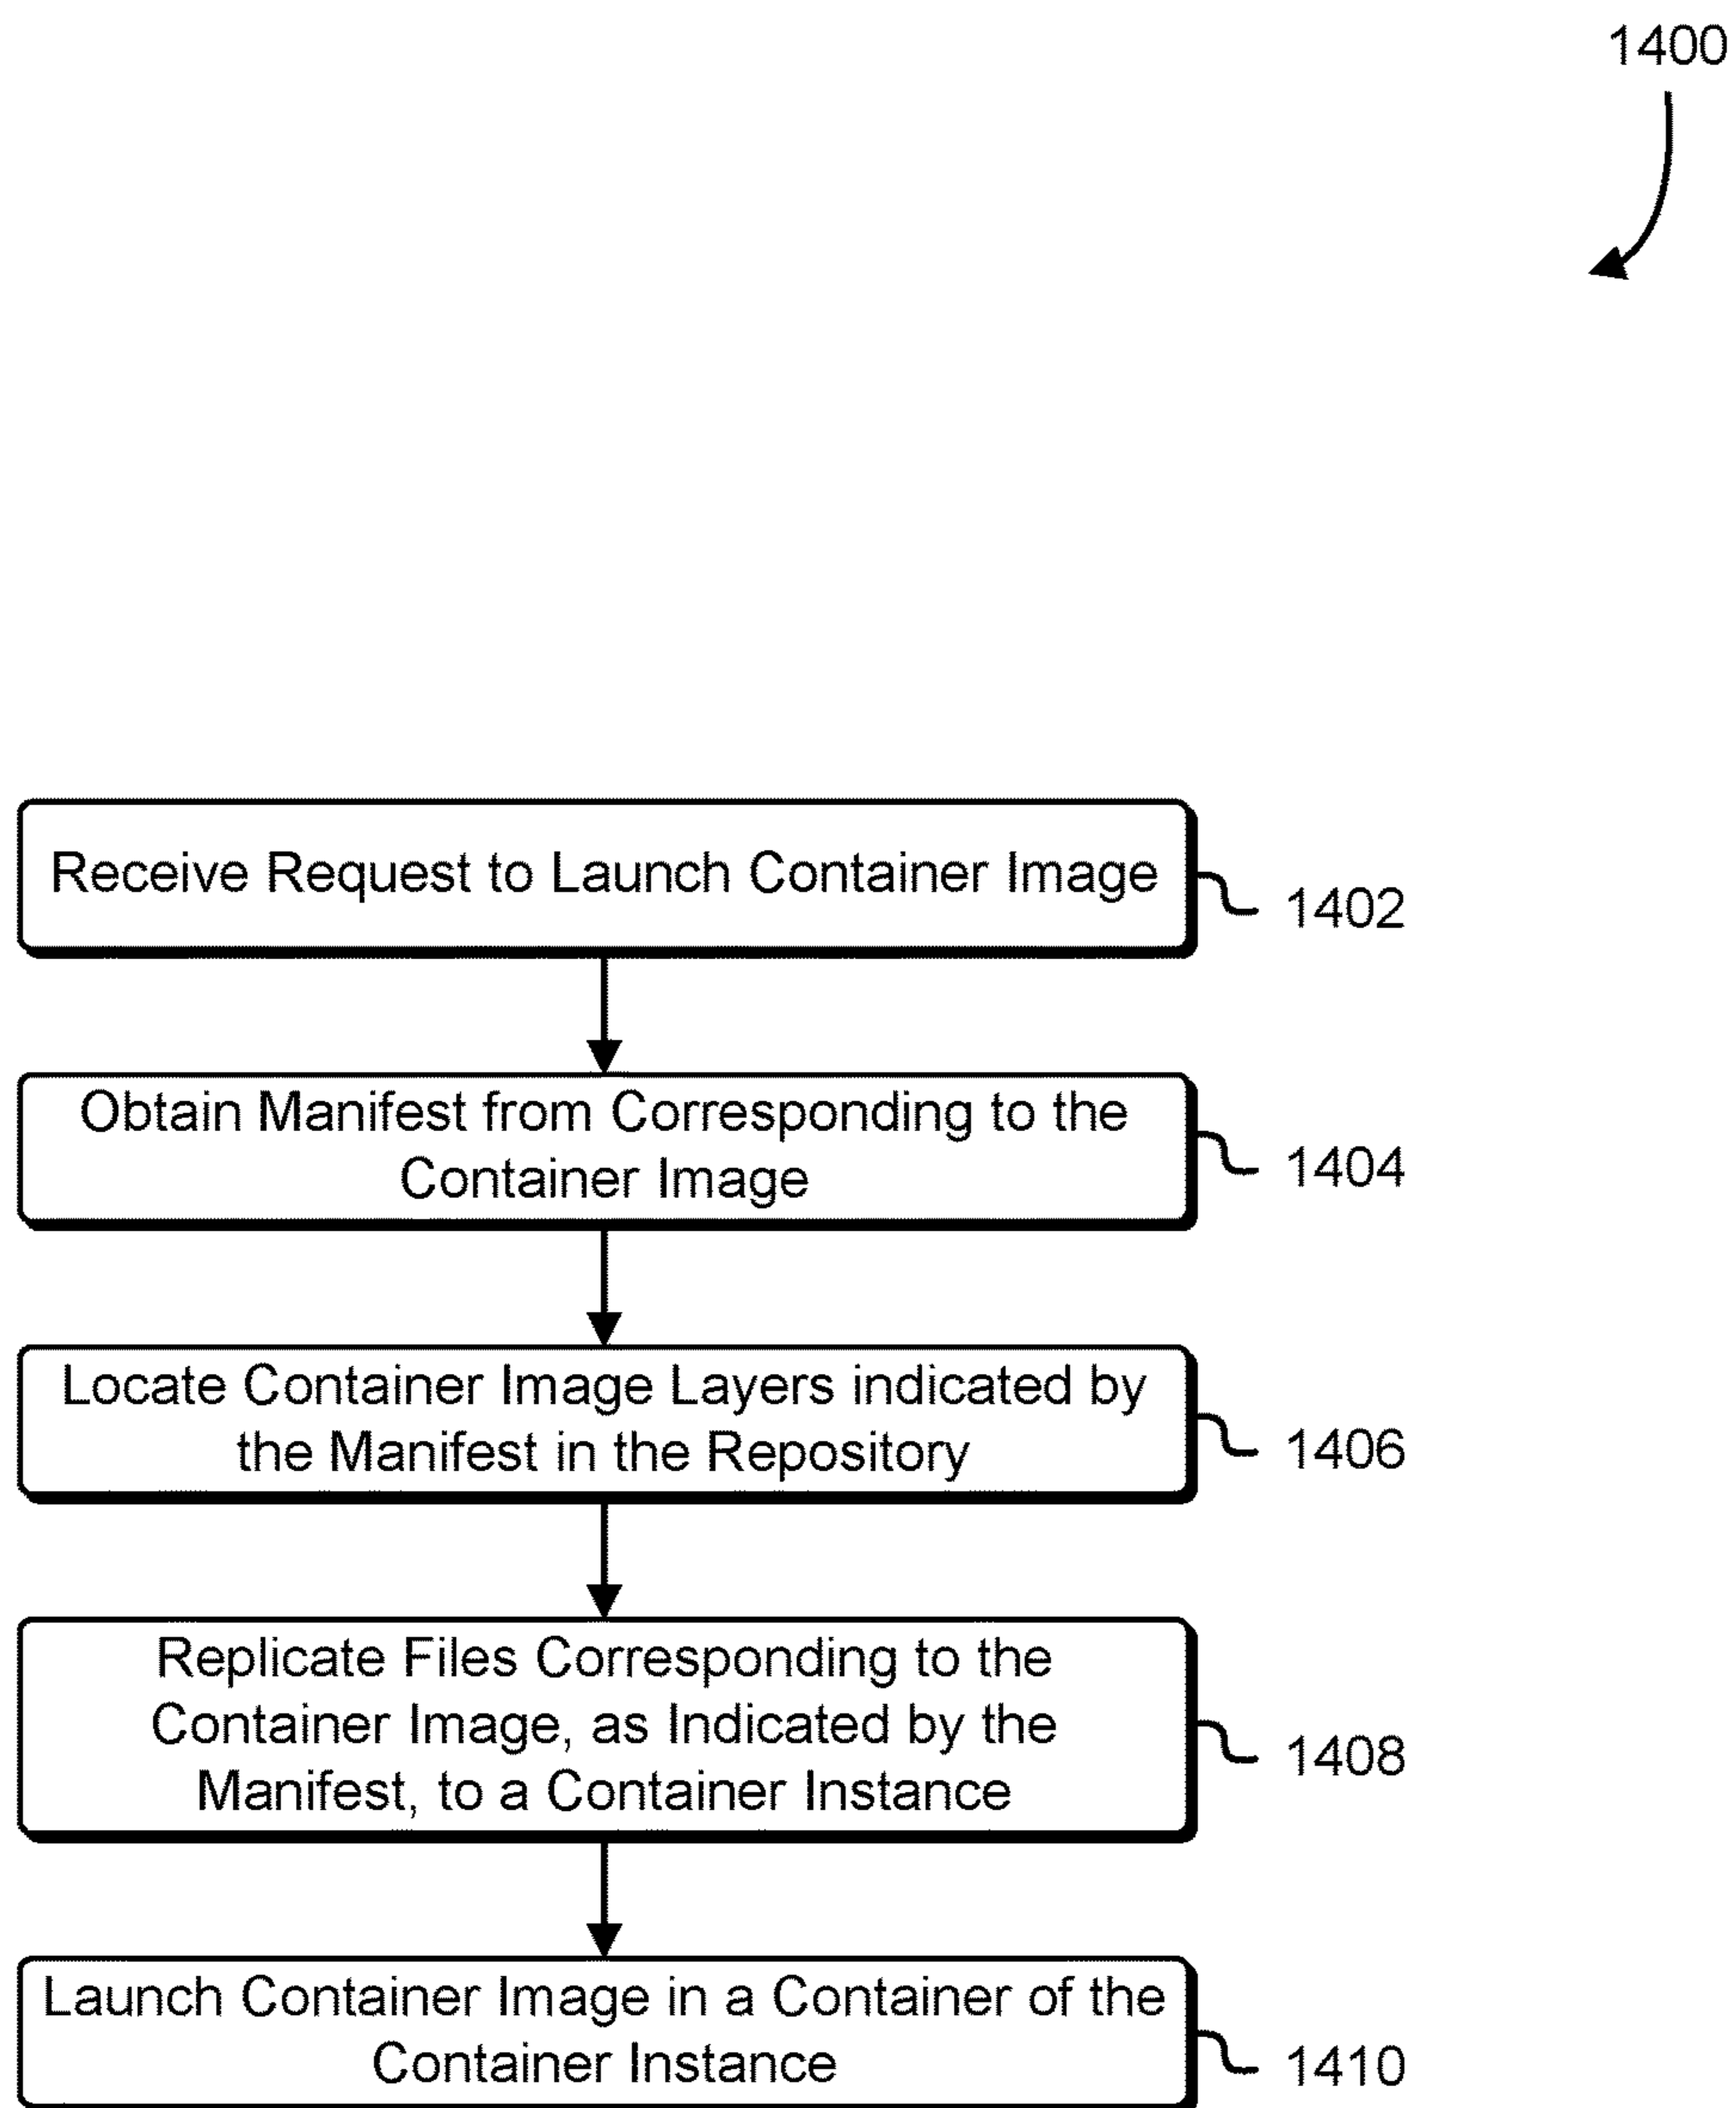 1400
Receive Request to Launch Container Image
1402
Obtain Manifest from Corresponding to the
Container Image
1404
Locate Container Image Layers indicated by
the Manifest in the Repository
1406
Replicate Files Corresponding to the
Container Image, as Indicated by the
Manifest, to a Container Instance
1408
Launch Container Image in a Container of the
Container Instance
1410